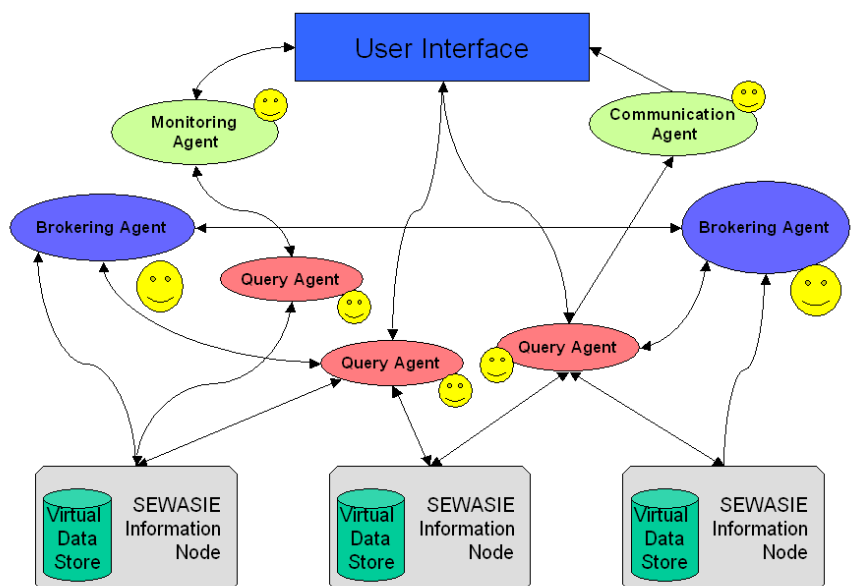 User Interface
Monitoring
Agent
Communication
Agent
Brokering Agent
Brokering Agent
Query Agent
Query Agent
Query Agent
Virtual
Data
Store
SEWASIE
Information
Node
Virtual
Data
Store
SEWASIE
Information
Node
Virtual
Data
Store
SEWASIE
Information
Node